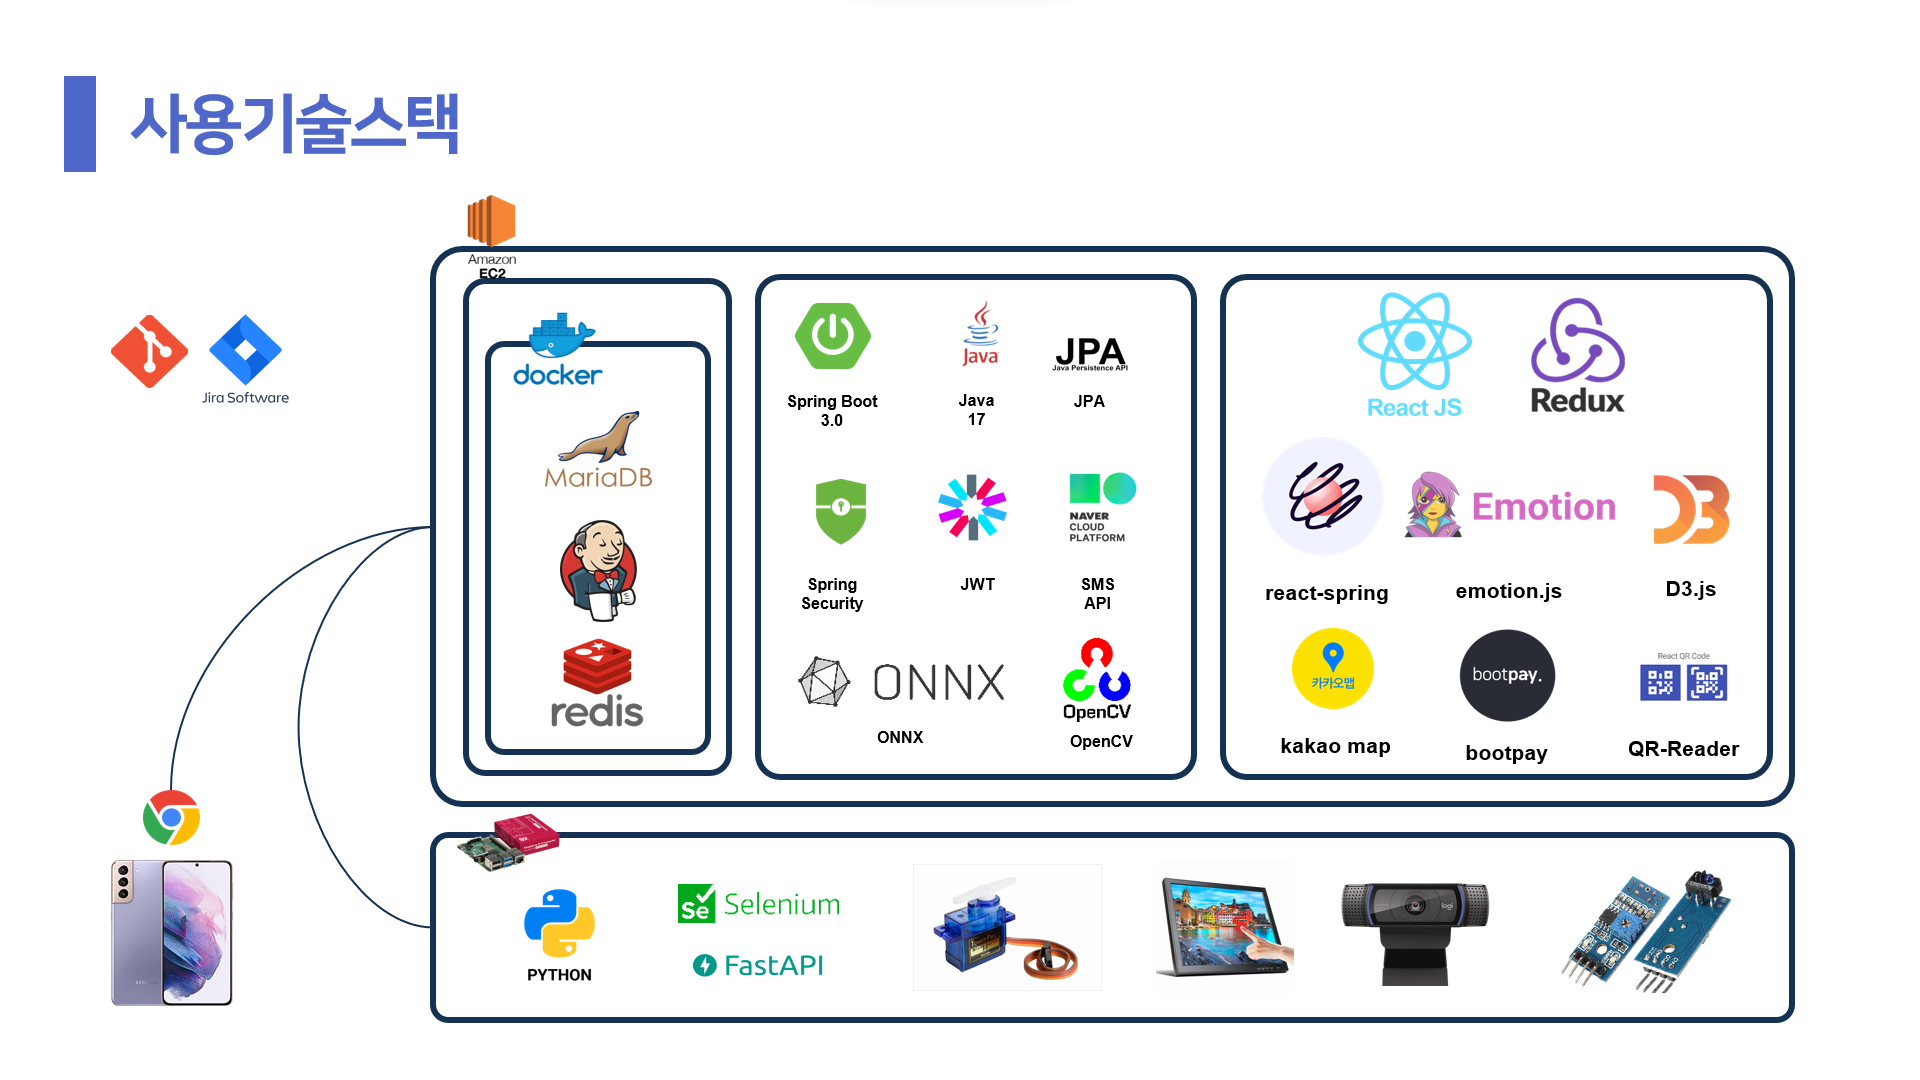 사용기술스택
Amazon
EC2
Jira Software
docker
MariaDB
redis
Java
JPA
Java Persistence API
Spring Boot
3.0
Java
17
JPA
NAVER
CLOUD
PLATFORM
Spring
Security
JWT
SMS
API
ONNX
OpenCV
ONNX
OpenCV
React JS
Redux
Emotion
react-spring
emotion.js
D3.js
카카오맵
bootpay.
React QR Code
kakao map
bootpay
QR-Reader
PYTHON
Se Selenium
FastAPI
logi